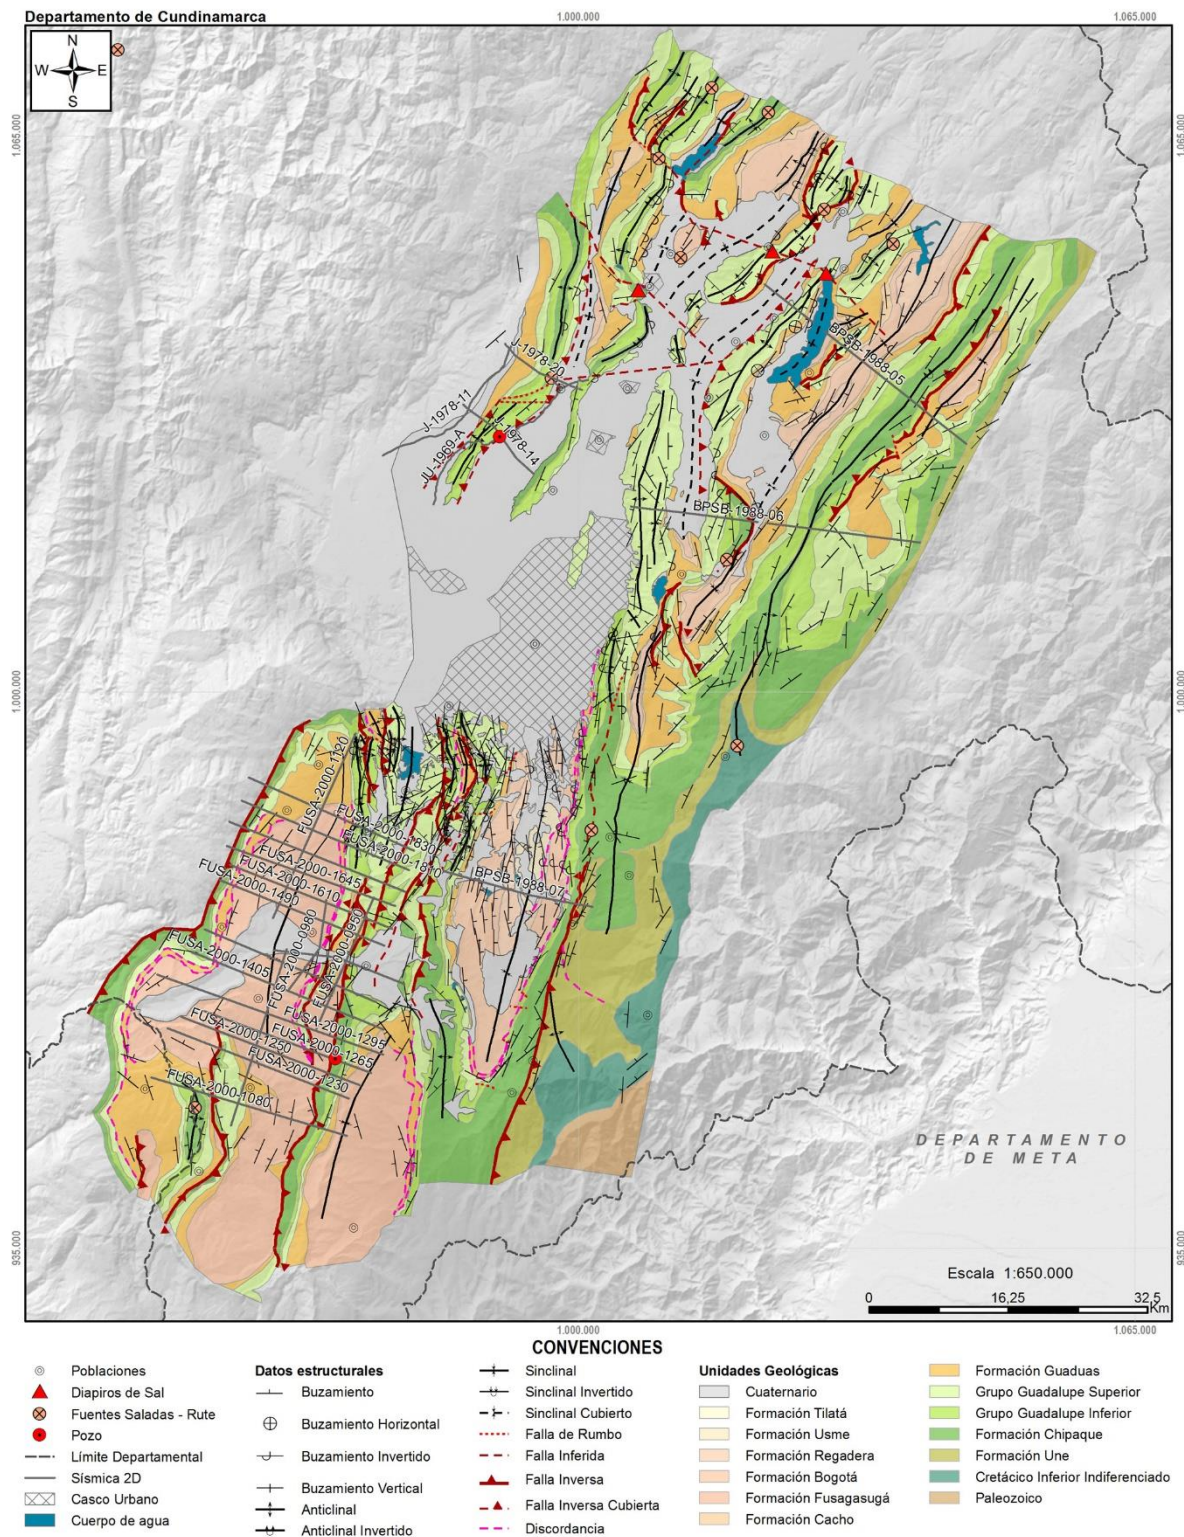 Departamento de Cundinamarca
1.000.000
1.065.000
N
W E
S
1.065.000
1.065.000
J-1978-20
BPSB-1988-05
J-1978-11
JU-1969-A
J-1978-14
BPSB-1988-06
1.000.000
1.000.000
FUSA-2000-1120
FUSA-2000-1830
FUSA-2000-1810
FUSA-2000-1645
FUSA-2000-1610
FUSA-2000-1490
BPSB-1988-07
FUSA-2000-0980
FUSA-2000-0950
FUSA-2000-1405
FUSA-2000-1295
FUSA-2000-1250
FUSA-2000-1265
FUSA-2000-1230
FUSA-2000-1080
DEPARTAMENTO
DE META
935.000
935.000
Escala 1:650.000
0 16,25 32,5
Km
1.000.000
1.065.000
CONVENCIONES
Poblaciones
Diapiros de Sal
Fuentes Saladas - Rute
Pozo
Límite Departamental
Sísmica 2D
Casco Urbano
Cuerpo de agua
Datos estructurales
Buzamiento
Buzamiento Horizontal
Buzamiento Invertido
Buzamiento Vertical
Anticlinal
Anticlinal Invertido
Sinclinal
Sinclinal Invertido
Sinclinal Cubierto
Falla de Rumbo
Falla Inferida
Falla Inversa
Falla Inversa Cubierta
Discordancia
Unidades Geológicas
Cuaternario
Formación Tilatá
Formación Usme
Formación Regadera
Formación Bogotá
Formación Fusagasugá
Formación Cacho
Formación Guaduas
Grupo Guadalupe Superior
Grupo Guadalupe Inferior
Formación Chipaque
Formación Une
Cretácico Inferior Indiferenciado
Paleozoico